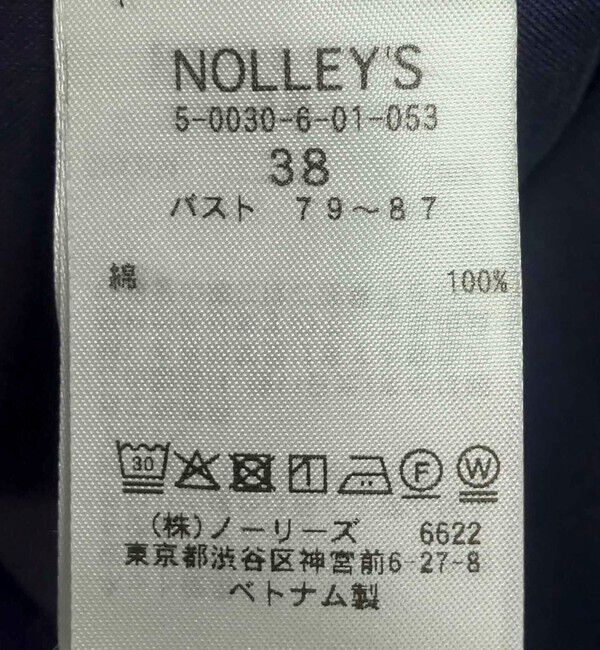 NOLLEY'S
5-0030-6-01-053
38
バスト 79～87
綿 100%
30
F W
(株)ノーリーズ 6622
東京都渋谷区神宮前6-27-8
ベトナム製